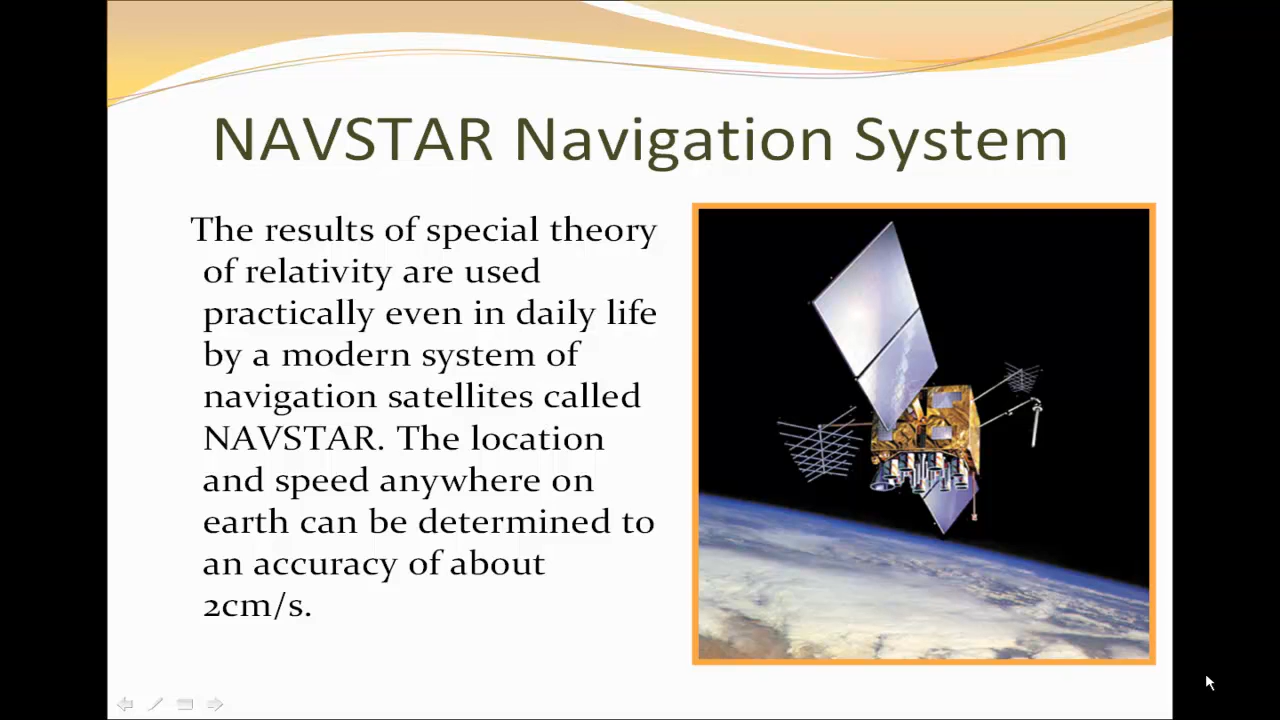 NAVSTAR Navigation System
The results of special theory
of relativity are used
practically even in daily life
by a modern system of
navigation satellites called
NAVSTAR. The location
and speed anywhere on
earth can be determined to
an accuracy of about
2cm/s.